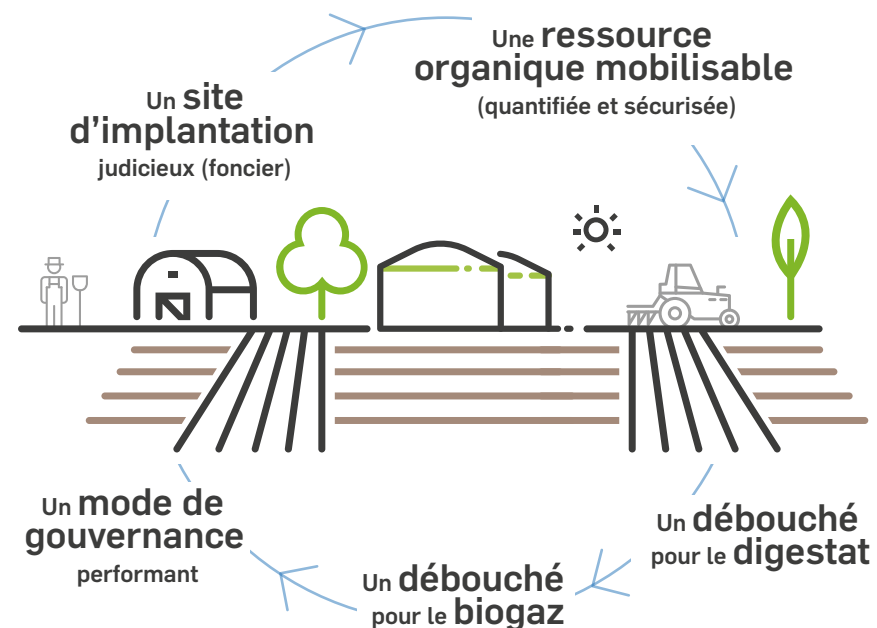 Un site
d'implantation
judicieux (foncier)
Une ressource
organique mobilisable
(quantifiée et sécurisée)
Un débouché
pour le digestat
Un débouché
pour le biogaz
Un mode de
gouvernance
performant